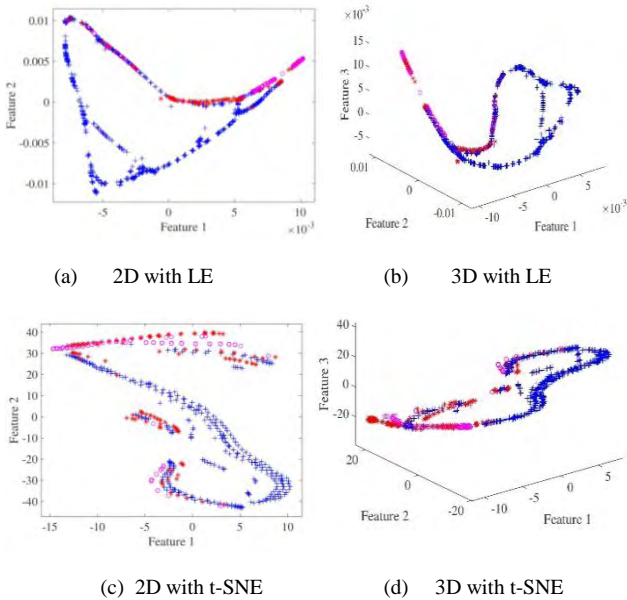 0.01
0.005
0
-0.005
-0.01
Feature 2
-5 0 5 10
Feature 1
×10⁻³
×10⁻³
10
5
0
-5
Feature 3
0.01
0
-0.01
Feature 2
-10 -5 0 5
Feature 1
×10⁻³
(a) 2D with LE
(b) 3D with LE
40
30
20
10
0
-10
-20
-30
-40
Feature 2
-15 -10 -5 0 5 10
Feature 1
40
20
0
-20
Feature 3
20
0
-20
Feature 2
-10 -5 0 5
Feature 1
(c) 2D with t-SNE
(d) 3D with t-SNE